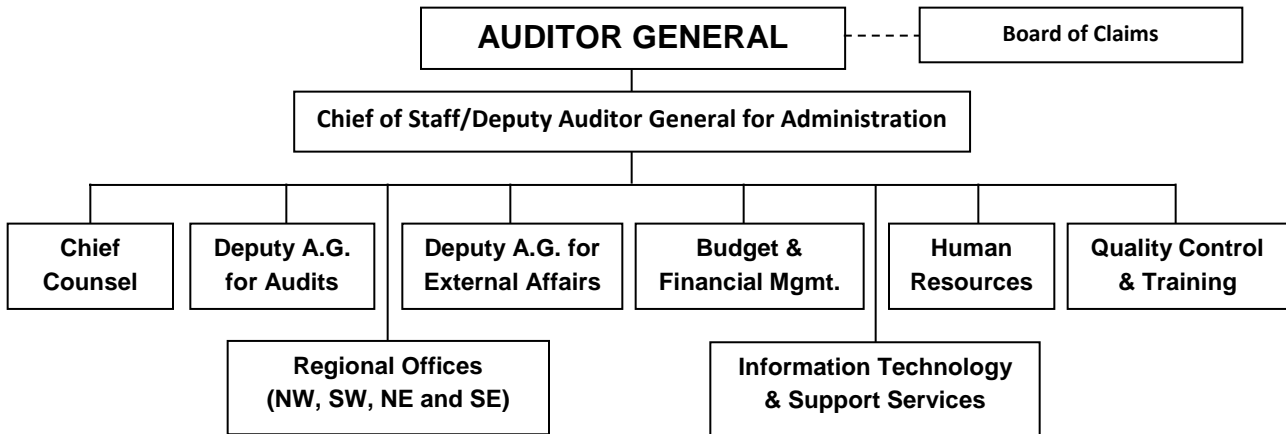 AUDITOR GENERAL
Board of Claims
Chief of Staff/Deputy Auditor General for Administration
Chief
Counsel
Deputy A.G.
for Audits
Deputy A.G. for
External Affairs
Budget &
Financial Mgmt.
Human
Resources
Quality Control
& Training
Regional Offices
(NW, SW, NE and SE)
Information Technology
& Support Services